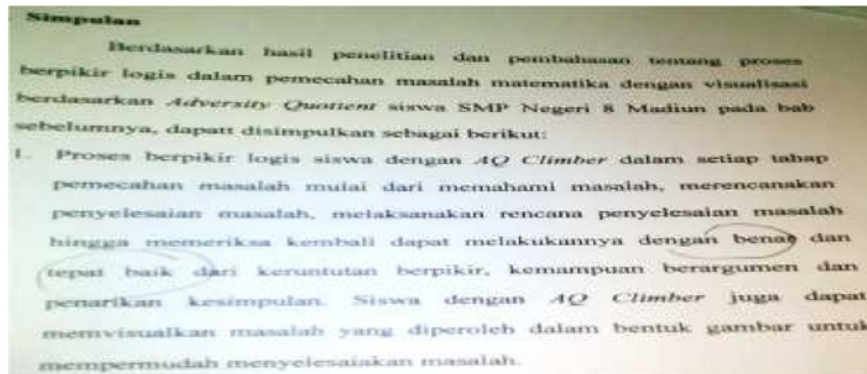 Simpulan
Berdasarkan hasil penelitian dan pembahasan tentang proses
berpikir logis dalam pemecahan masalah matematika dengan visualisasi
berdasarkan Adversity Quotient siswa SMP Negeri 8 Madiun pada bab
sebelumnya, dapatt disimpulkan sebagai berikut:
1. Proses berpikir logis siswa dengan AQ Climber dalam setiap tahap
pemecahan masalah mulai dari memahami masalah, merencanakan
penyelesaian masalah, melaksanakan rencana penyelesaian masalah
hingga memeriksa kembali dapat melakukannya dengan benar dan
tepat baik dari keruntutan berpikir, kemampuan berargumen dan
penarikan kesimpulan. Siswa dengan AQ Climber juga dapat
memvisualkan masalah yang diperoleh dalam bentuk gambar untuk
mempermudah menyelesaiakan masalah.